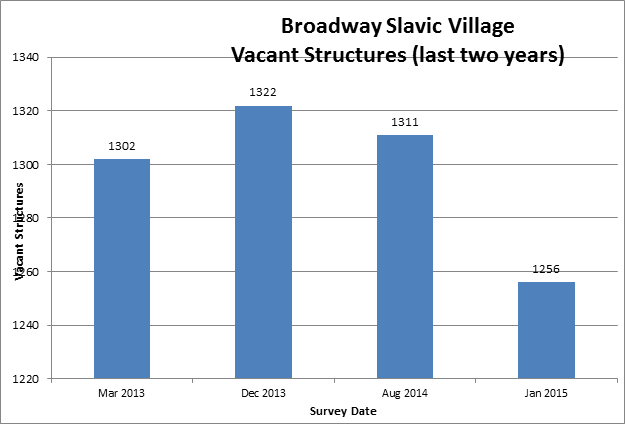 Broadway Slavic Village
Vacant Structures (last two years)
1340
1320
1300
1280
1260
1240
1220
Vacant Structures
1302
1322
1311
1256
Mar 2013
Dec 2013
Aug 2014
Jan 2015
Survey Date